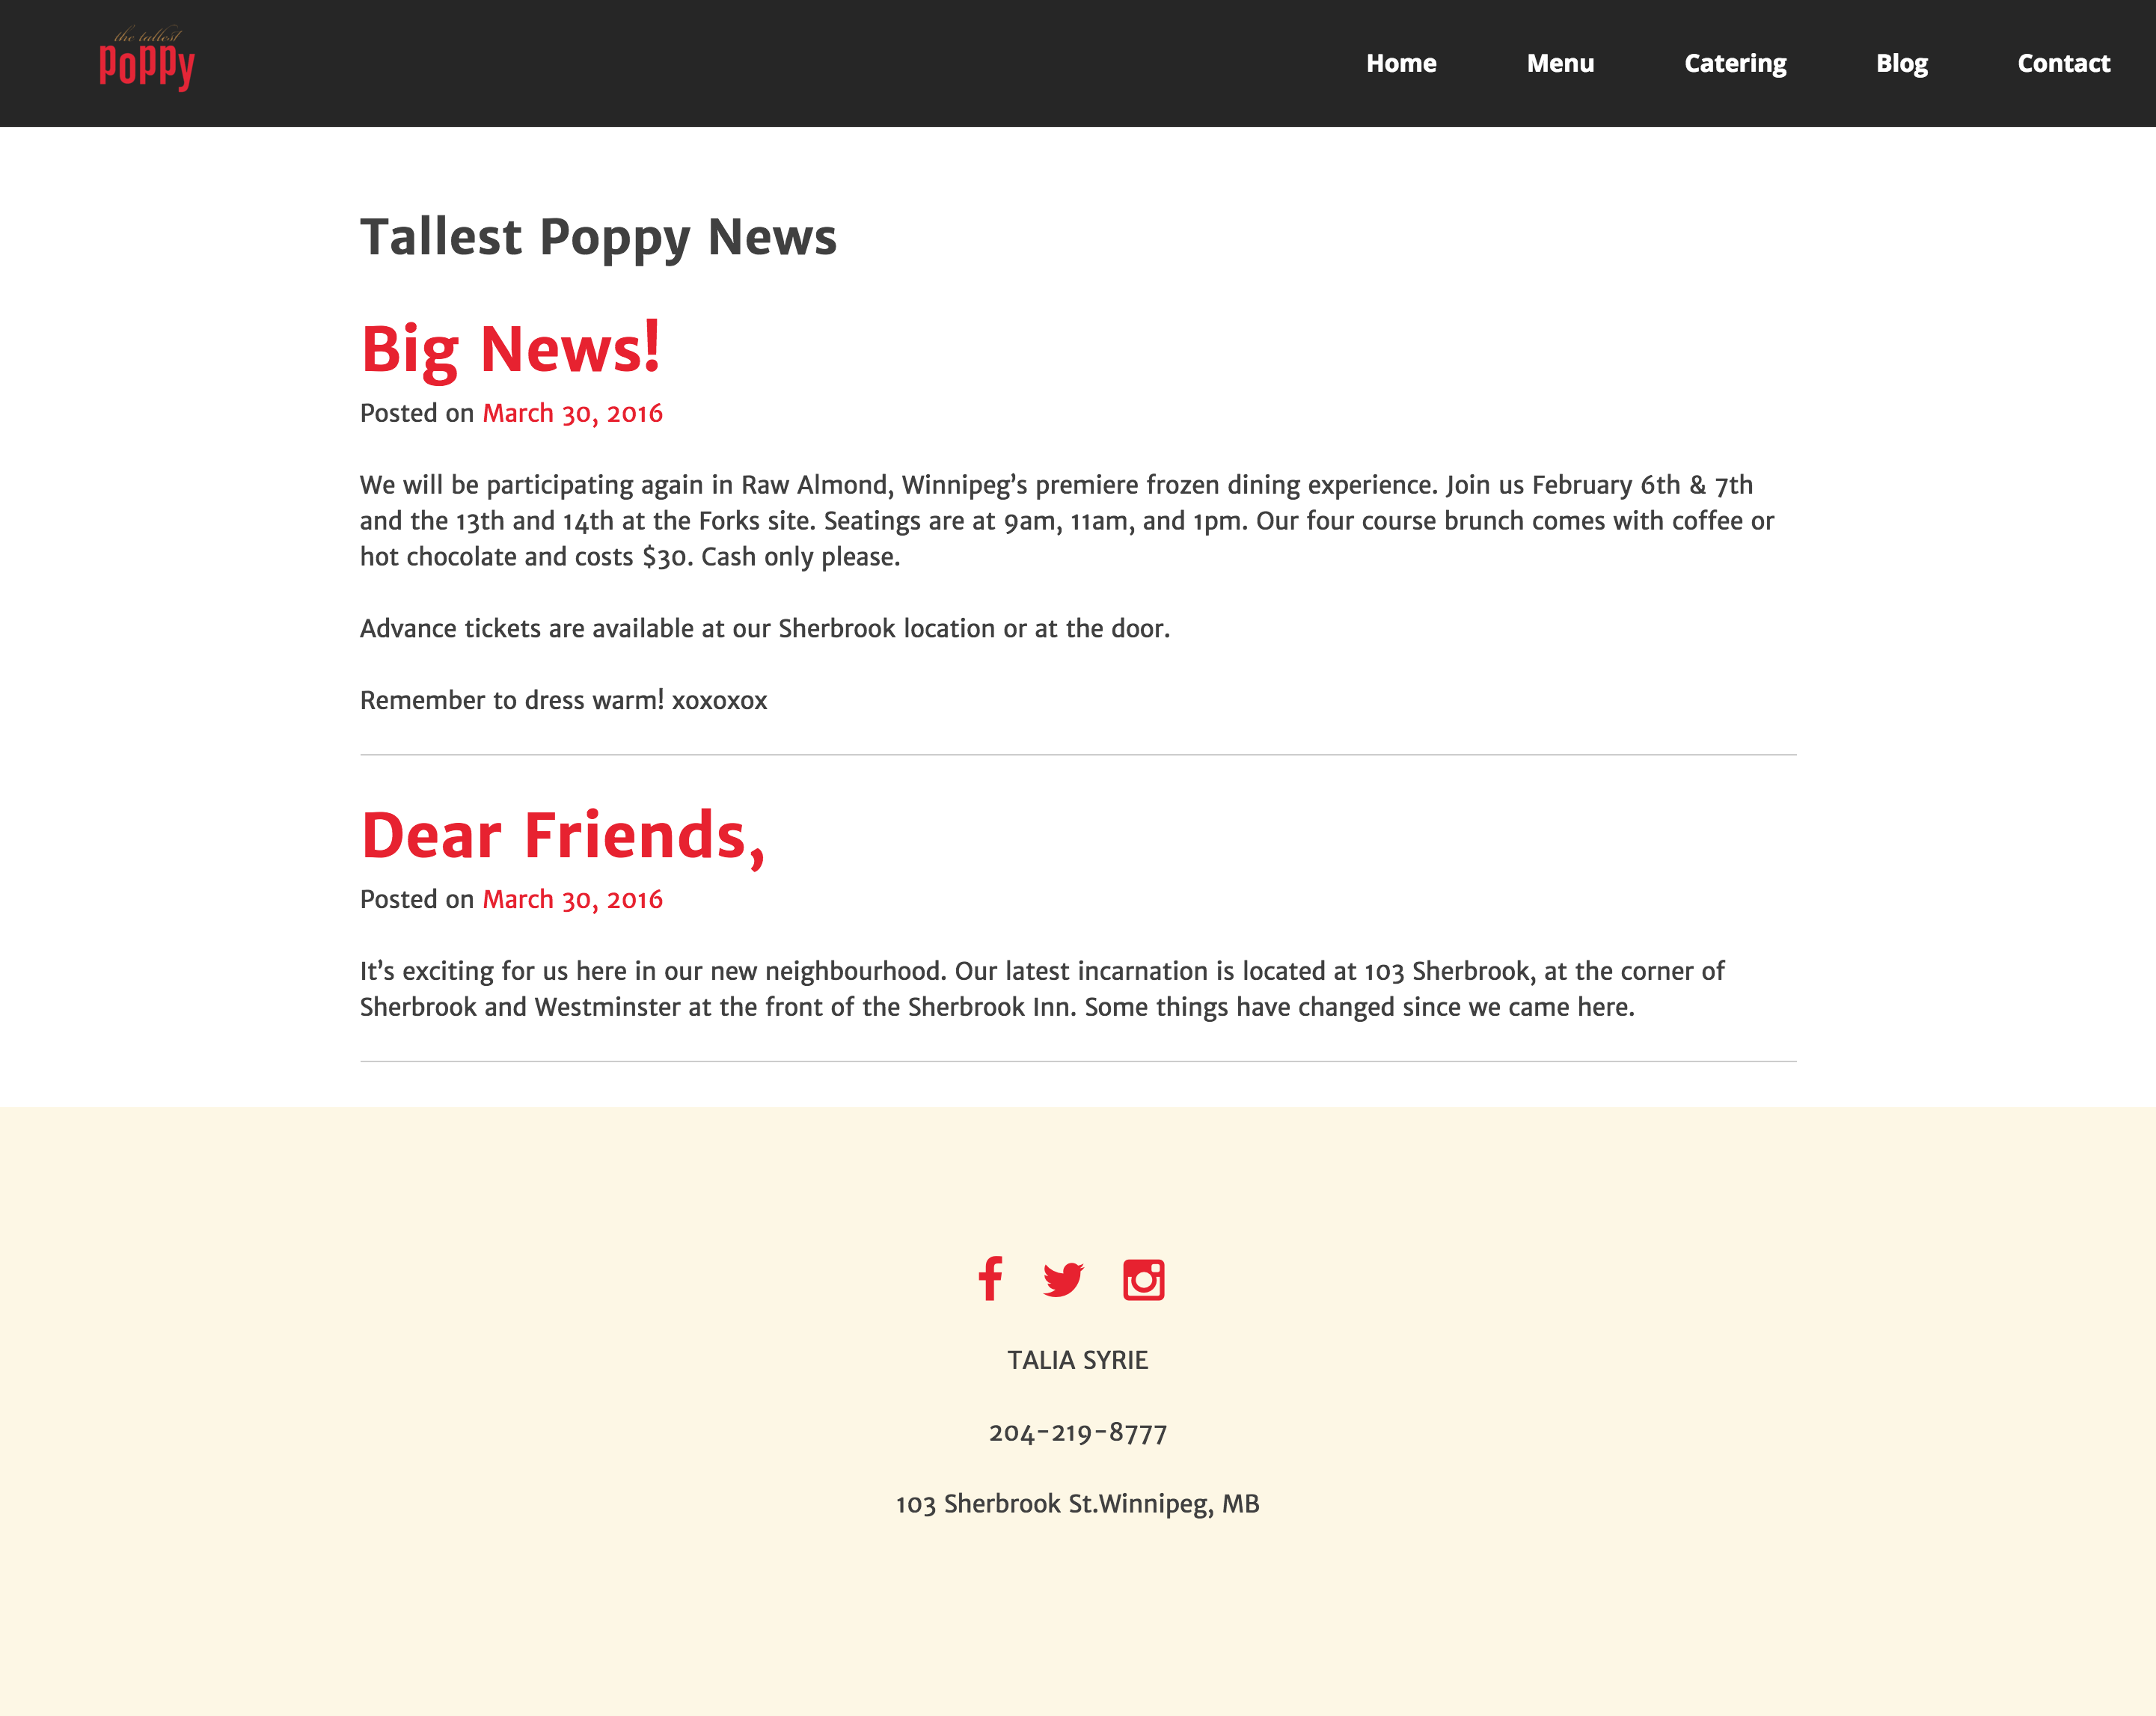 the tallest
poppy
Home Menu Catering Blog Contact
Tallest Poppy News
Big News!
Posted on March 30, 2016
We will be participating again in Raw Almond, Winnipeg’s premiere frozen dining experience. Join us February 6th & 7th
and the 13th and 14th at the Forks site. Seatings are at 9am, 11am, and 1pm. Our four course brunch comes with coffee or
hot chocolate and costs $30. Cash only please.
Advance tickets are available at our Sherbrook location or at the door.
Remember to dress warm! xoxoxox
Dear Friends,
Posted on March 30, 2016
It’s exciting for us here in our new neighbourhood. Our latest incarnation is located at 103 Sherbrook, at the corner of
Sherbrook and Westminster at the front of the Sherbrook Inn. Some things have changed since we came here.
TALIA SYRIE
204-219-8777
103 Sherbrook St.Winnipeg, MB